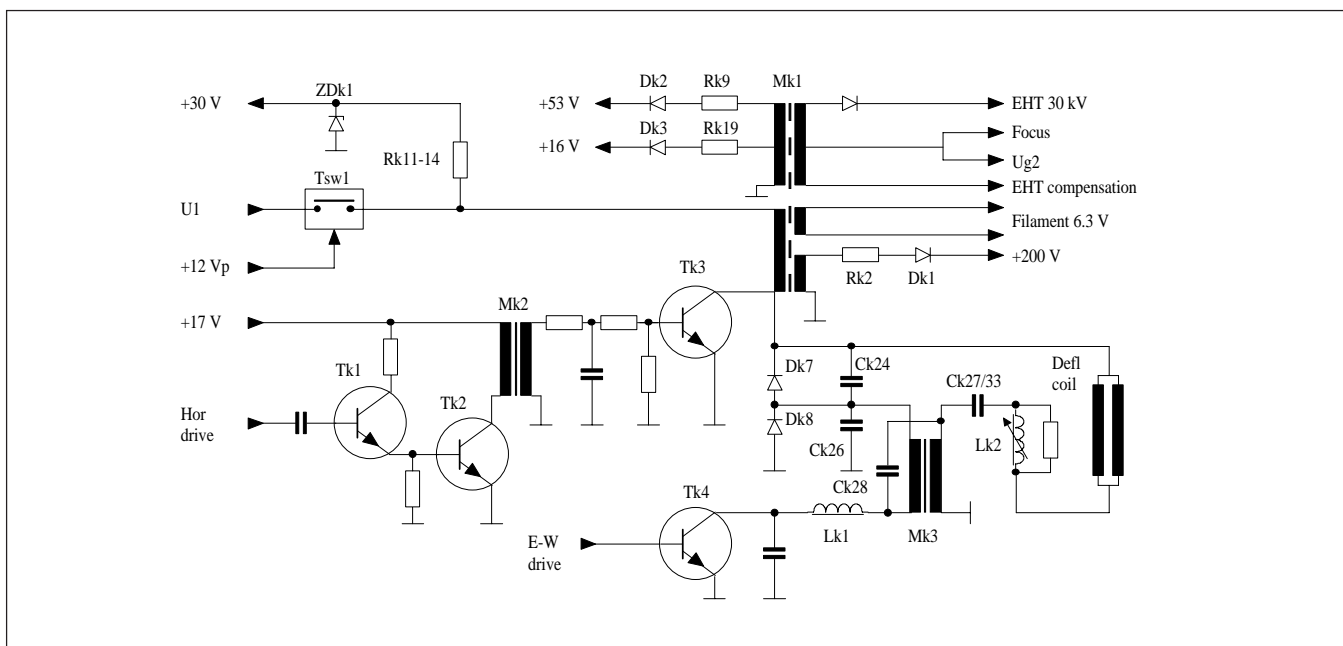 ZDk1
Dk2
Rk9
Mk1
+30 V
+53 V
EHT 30 kV
Focus
Dk3
Rk19
+16 V
Rk11-14
Ug2
Tsw1
EHT compensation
U1
Filament 6.3 V
+12 Vp
+200 V
Tk3
Rk2
Dk1
Mk2
+17 V
Dk7
Ck24
Defl
coil
Ck27/33
Tk1
Tk2
Hor
drive
Dk8
Ck26
Lk2
Ck28
Tk4
E-W
drive
Lk1
Mk3